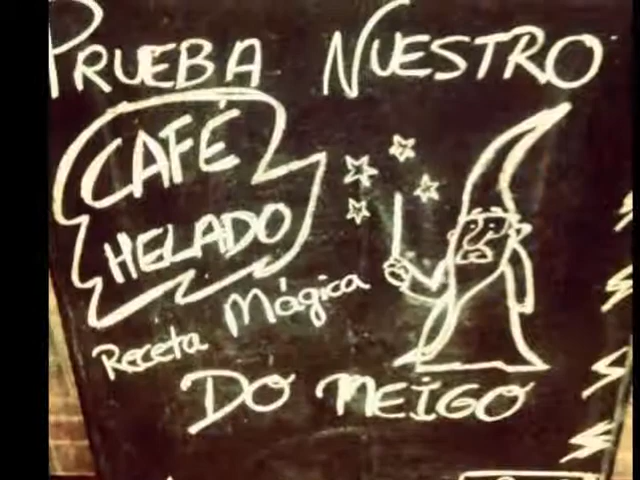 PRUEBA NUESTRO
CAFÉ
HELADO
Receta Mágica
DO MEIGO